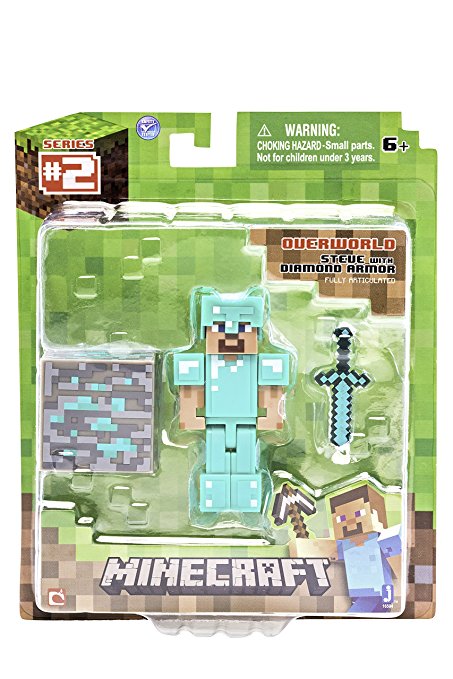 SERIES
#2
WARNING:
CHOKING HAZARD-Small parts.
Not for children under 3 years.
6+
OVERWORLD
STEVE WITH
DIAMOND ARMOR
FULLY ARTICULATED
MINECRAFT